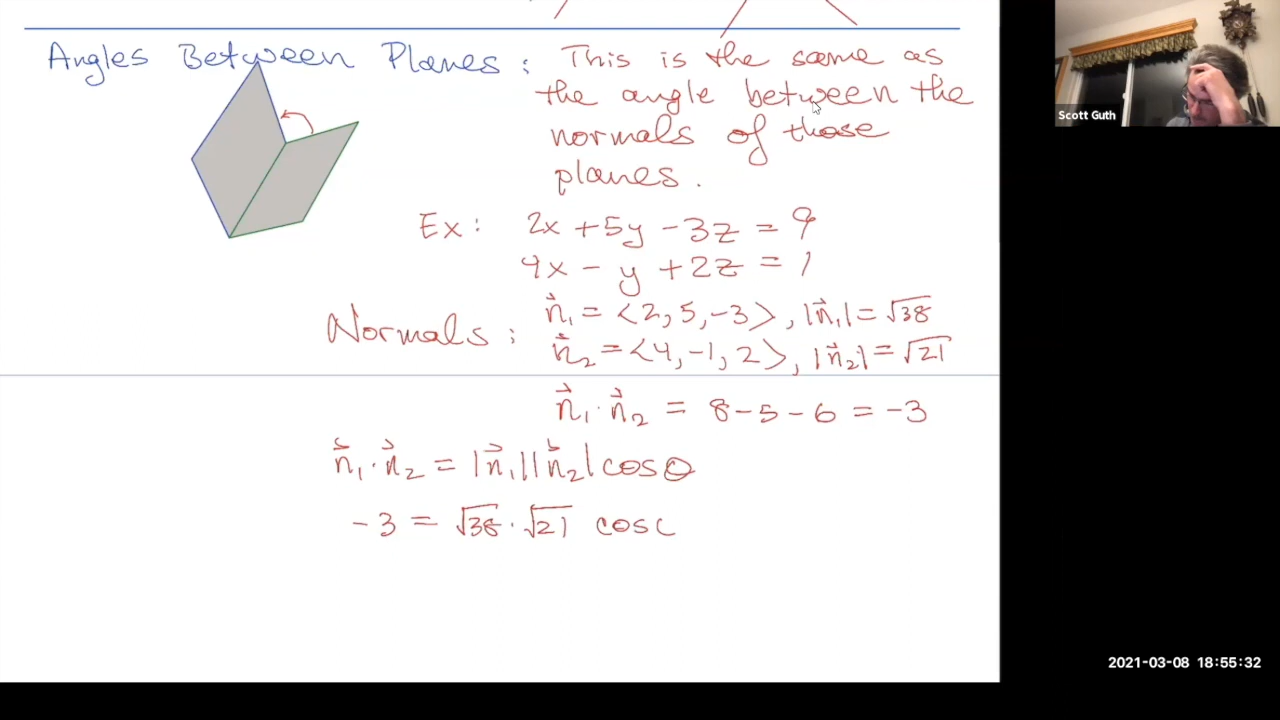 Angles Between Planes : This is the same as
the angle between the
normals of those
planes.
Ex: 2x + 5y - 3z = 9
4x - y + 2z = 1
Normals: n⃗₁ = <2, 5, -3>, |n⃗₁| = √38
n⃗₂ = <4, -1, 2>, |n⃗₂| = √21
n⃗₁ · n⃗₂ = 8 - 5 - 6 = -3
n⃗₁ · n⃗₂ = |n⃗₁||n⃗₂| cos θ
-3 = √38 · √21 cos
Scott Guth
2021-03-08 18:55:32